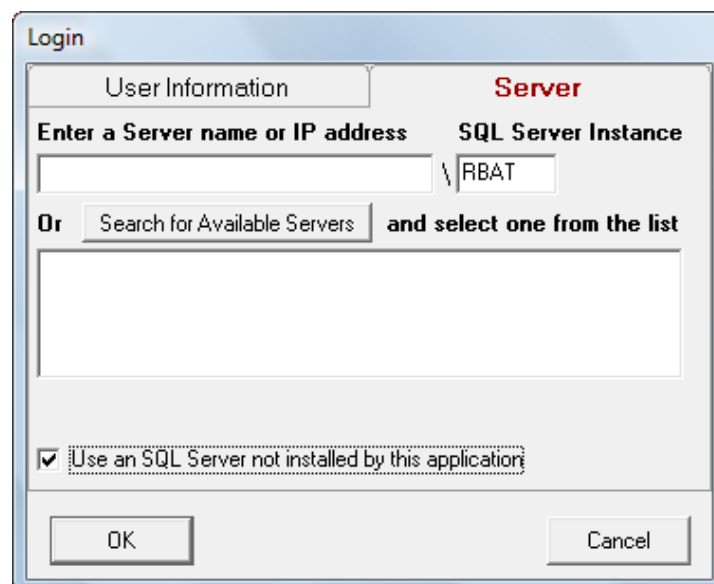 Login
User Information Server
Enter a Server name or IP address SQL Server Instance
\ RBAT
Or Search for Available Servers and select one from the list
Use an SQL Server not installed by this application
OK Cancel